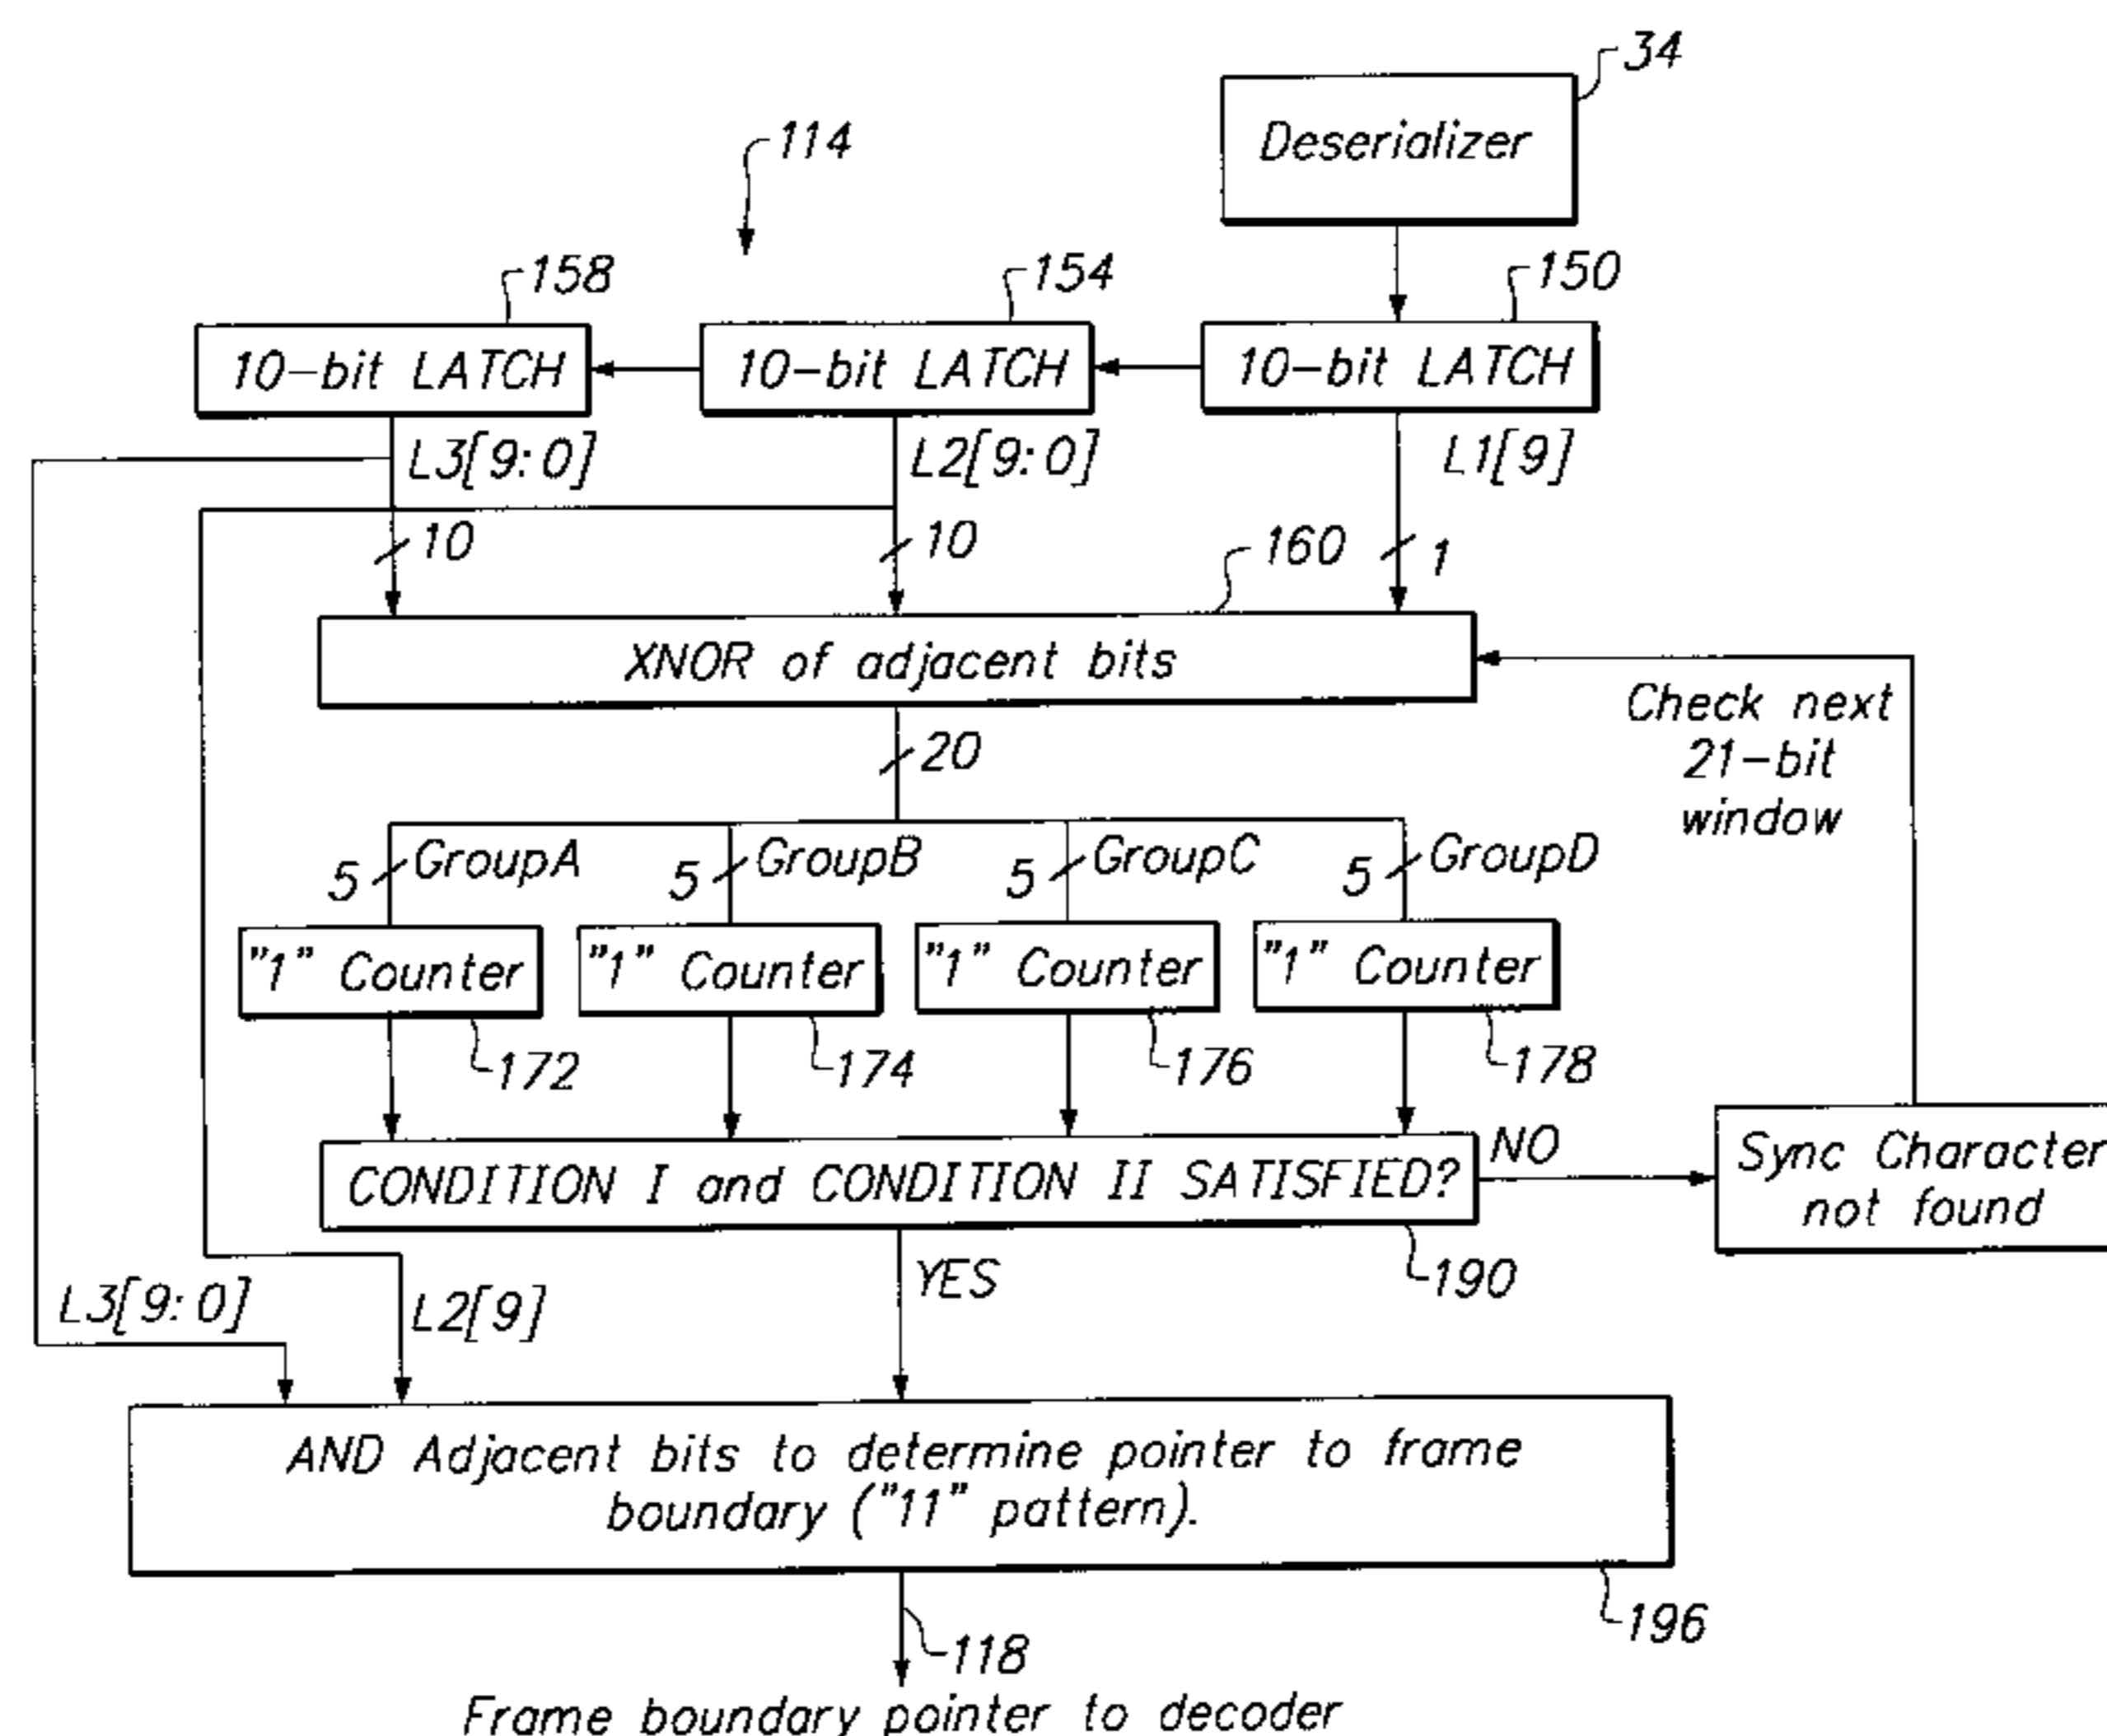 34
Deserializer
114
158
154
150
10-bit LATCH
10-bit LATCH
10-bit LATCH
L3[9:0]
L2[9:0]
L1[9]
10
10
160
1
XNOR of adjacent bits
Check next
21-bit
window
20
5
GroupA
5
GroupB
5
GroupC
5
GroupD
"1" Counter
"1" Counter
"1" Counter
"1" Counter
172
174
176
178
CONDITION I and CONDITION II SATISFIED?
NO
Sync Character
not found
190
YES
L3[9:0]
L2[9]
AND Adjacent bits to determine pointer to frame
boundary ("11" pattern).
196
118
Frame boundary pointer to decoder